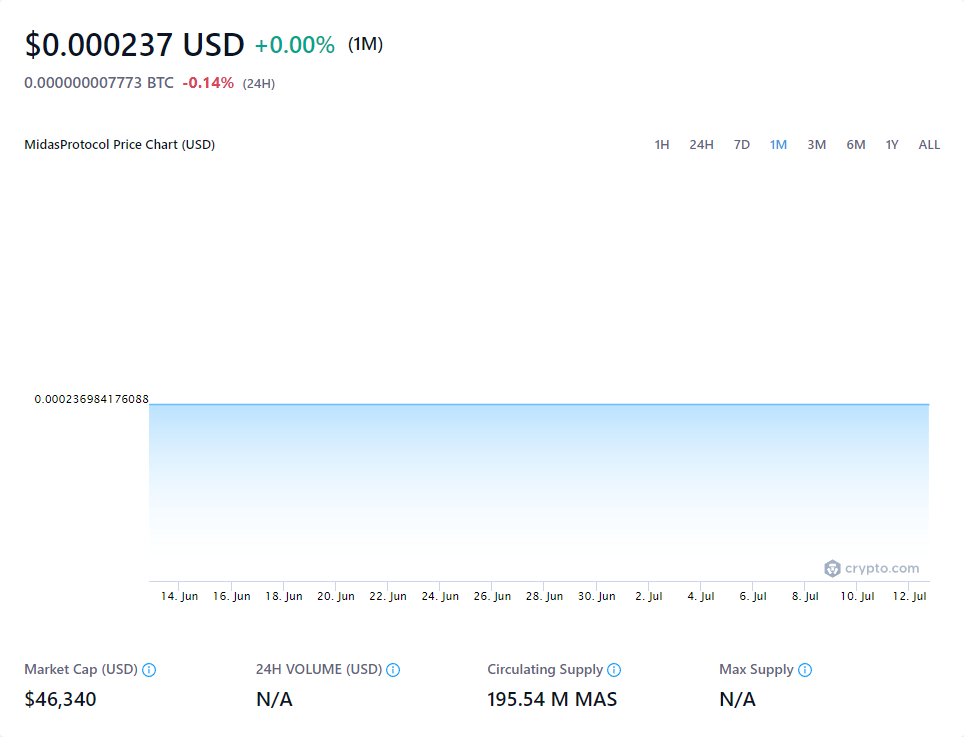 $0.000237 USD +0.00% (1M)
0.000000007773 BTC -0.14% (24H)
MidasProtocol Price Chart (USD) 1H 24H 7D 1M 3M 6M 1Y ALL
0.000236984176088
crypto.com
14. Jun 16. Jun 18. Jun 20. Jun 22. Jun 24. Jun 26. Jun 28. Jun 30. Jun 2. Jul 4. Jul 6. Jul 8. Jul 10. Jul 12. Jul
Market Cap (USD) 24H VOLUME (USD) Circulating Supply Max Supply
$46,340 N/A 195.54 M MAS N/A